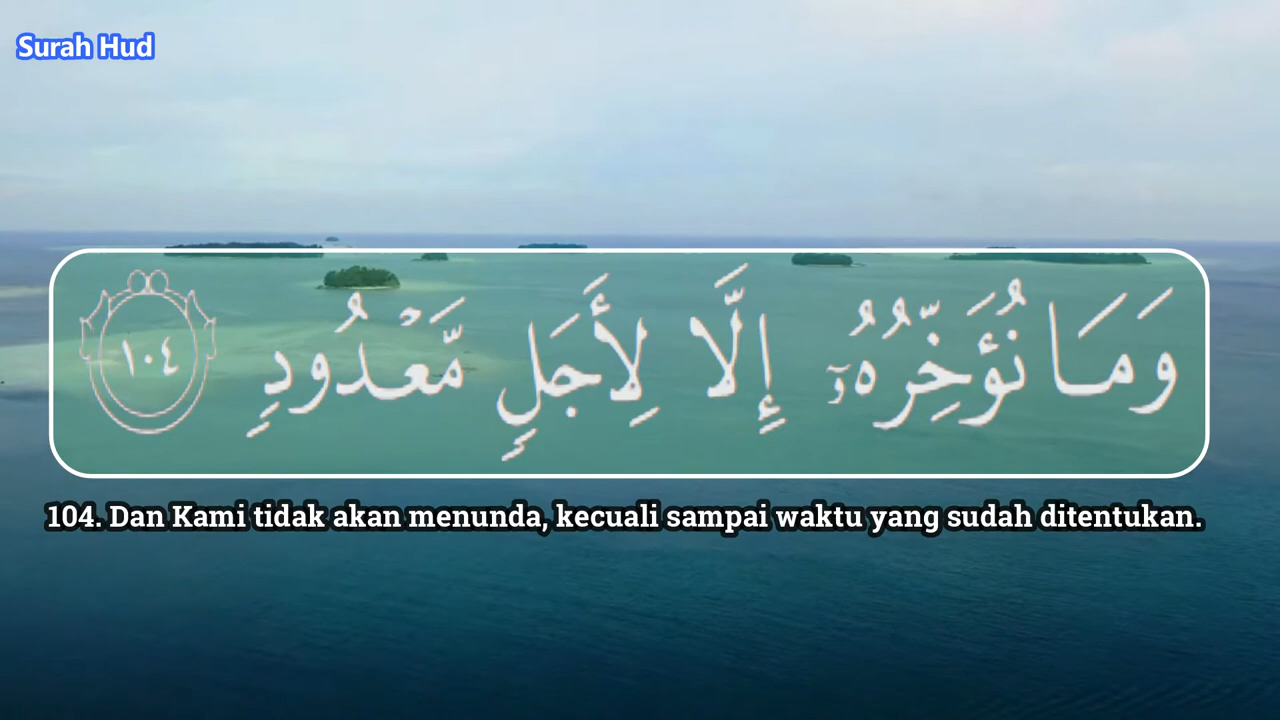 Surah Hud
وَمَا نُؤَخِّرُهُۥٓ إِلَّا لِأَجَلٍ مَّعْدُودٍ ١٠٤
104. Dan Kami tidak akan menunda, kecuali sampai waktu yang sudah ditentukan.